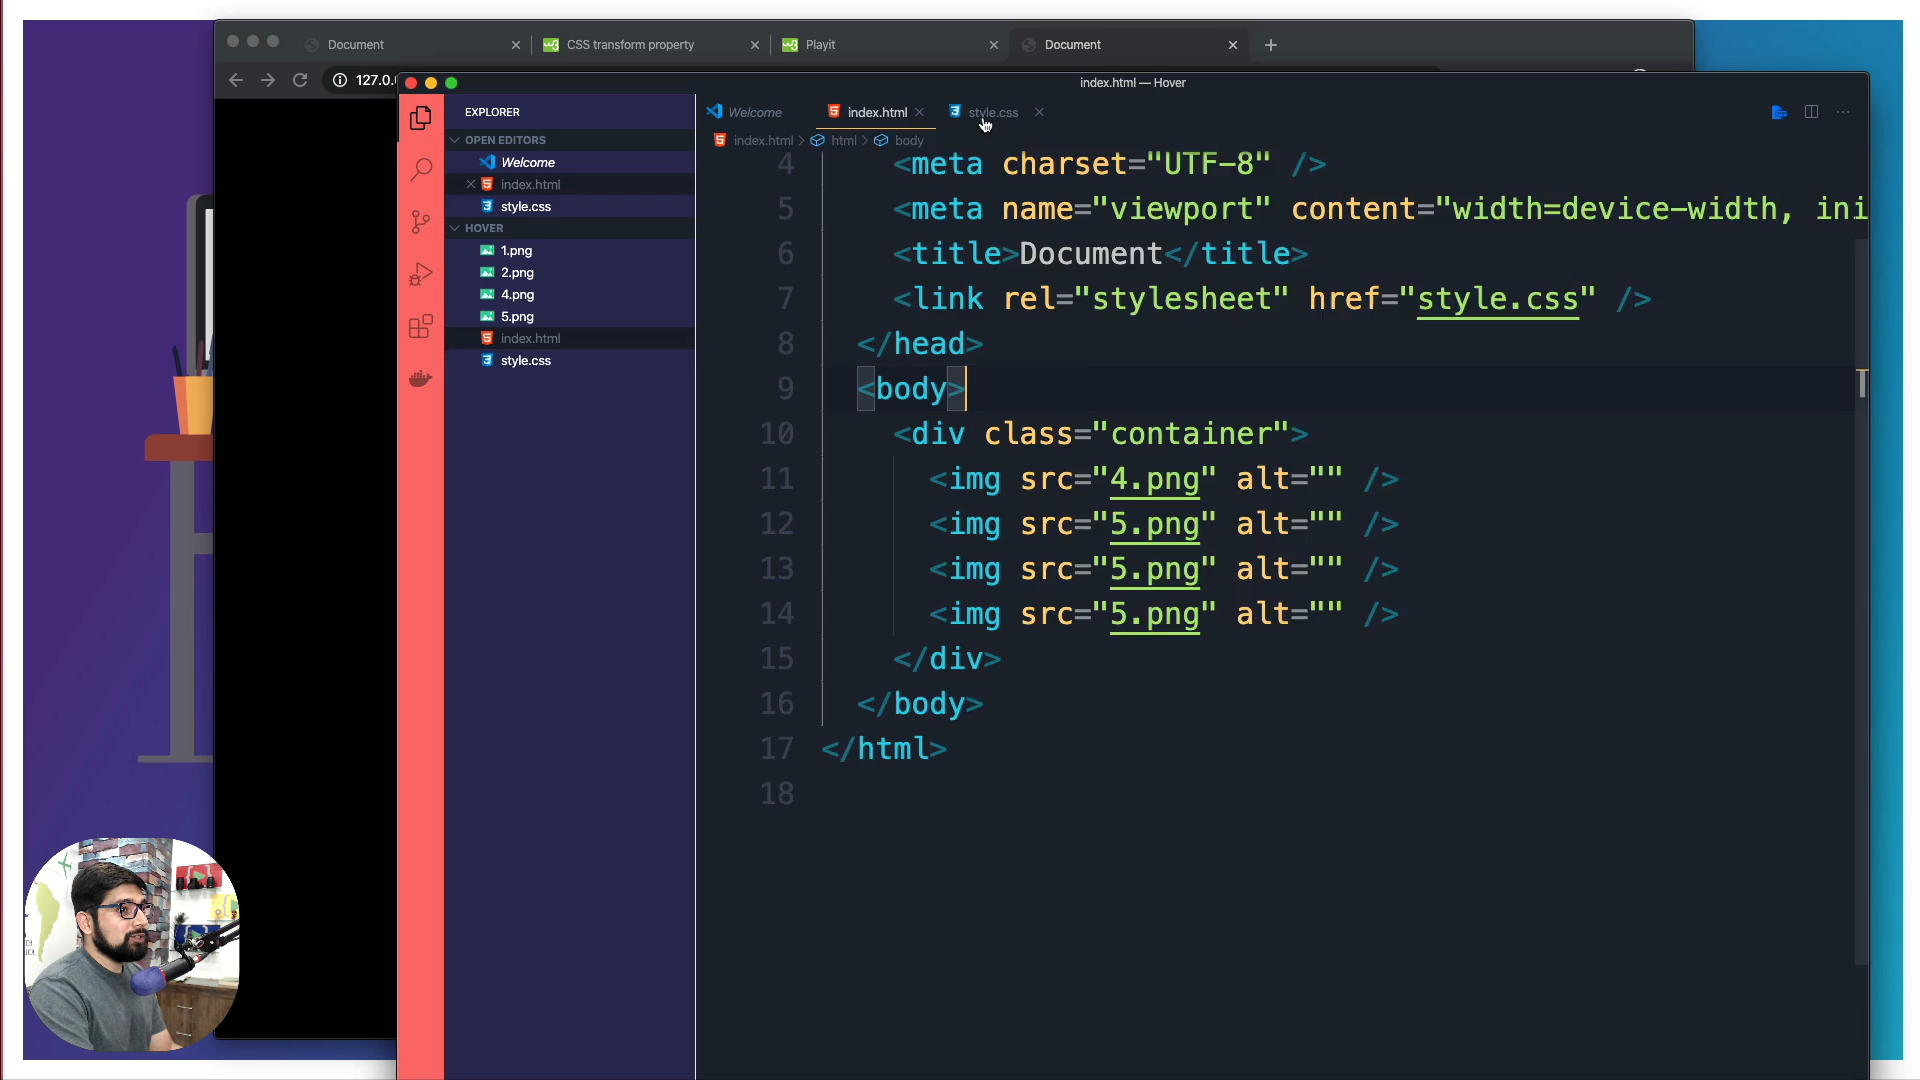 Document
CSS transform property
Playit
Document
127.0.
index.html — Hover
EXPLORER
OPEN EDITORS
Welcome
index.html
style.css
HOVER
1.png
2.png
4.png
5.png
index.html
style.css
Welcome
index.html
style.css
index.html > html > body
4 <meta charset="UTF-8" />
5 <meta name="viewport" content="width=device-width, ini
6 <title>Document</title>
7 <link rel="stylesheet" href="style.css" />
8 </head>
9 <body>
10 <div class="container">
11 <img src="4.png" alt="" />
12 <img src="5.png" alt="" />
13 <img src="5.png" alt="" />
14 <img src="5.png" alt="" />
15 </div>
16 </body>
17 </html>
18